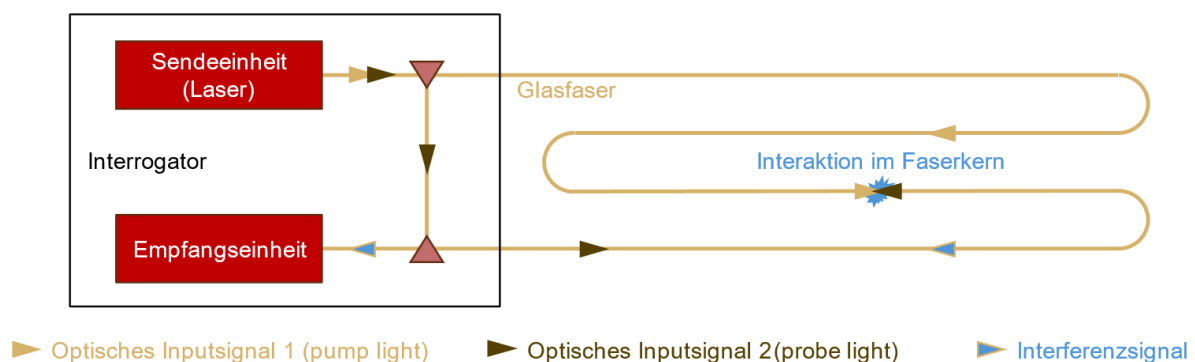 Sendeeinheit
(Laser)
Glasfaser
Interrogator
Interaktion im Faserkern
Empfangseinheit
Optisches Inputsignal 1 (pump light)
Optisches Inputsignal 2(probe light)
Interferenzsignal